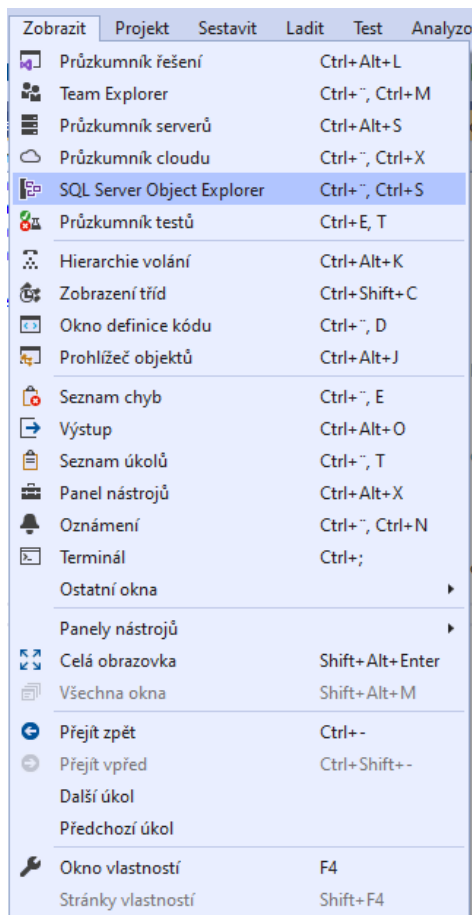 Zobrazit Projekt Sestavit Ladit Test Analyzo
Průzkumník řešení Ctrl+Alt+L
Team Explorer Ctrl+¨, Ctrl+M
Průzkumník serverů Ctrl+Alt+S
Průzkumník cloudu Ctrl+¨, Ctrl+X
SQL Server Object Explorer Ctrl+¨, Ctrl+S
Průzkumník testů Ctrl+E, T
Hierarchie volání Ctrl+Alt+K
Zobrazení tříd Ctrl+Shift+C
Okno definice kódu Ctrl+¨, D
Prohlížeč objektů Ctrl+Alt+J
Seznam chyb Ctrl+¨, E
Výstup Ctrl+Alt+O
Seznam úkolů Ctrl+¨, T
Panel nástrojů Ctrl+Alt+X
Oznámení Ctrl+¨, Ctrl+N
Terminál Ctrl+;
Ostatní okna
Panely nástrojů
Celá obrazovka Shift+Alt+Enter
Všechna okna Shift+Alt+M
Přejít zpět Ctrl+-
Přejít vpřed Ctrl+Shift+-
Další úkol
Předchozí úkol
Okno vlastností F4
Stránky vlastností Shift+F4